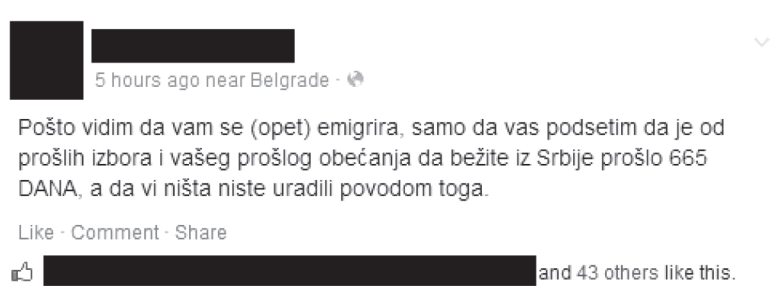 5 hours ago near Belgrade ·
Pošto vidim da vam se (opet) emigrira, samo da vas podsetim da je od
prošlih izbora i vašeg prošlog obećanja da bežite iz Srbije prošlo 665
DANA, a da vi ništa niste uradili povodom toga.
Like · Comment · Share
and 43 others like this.